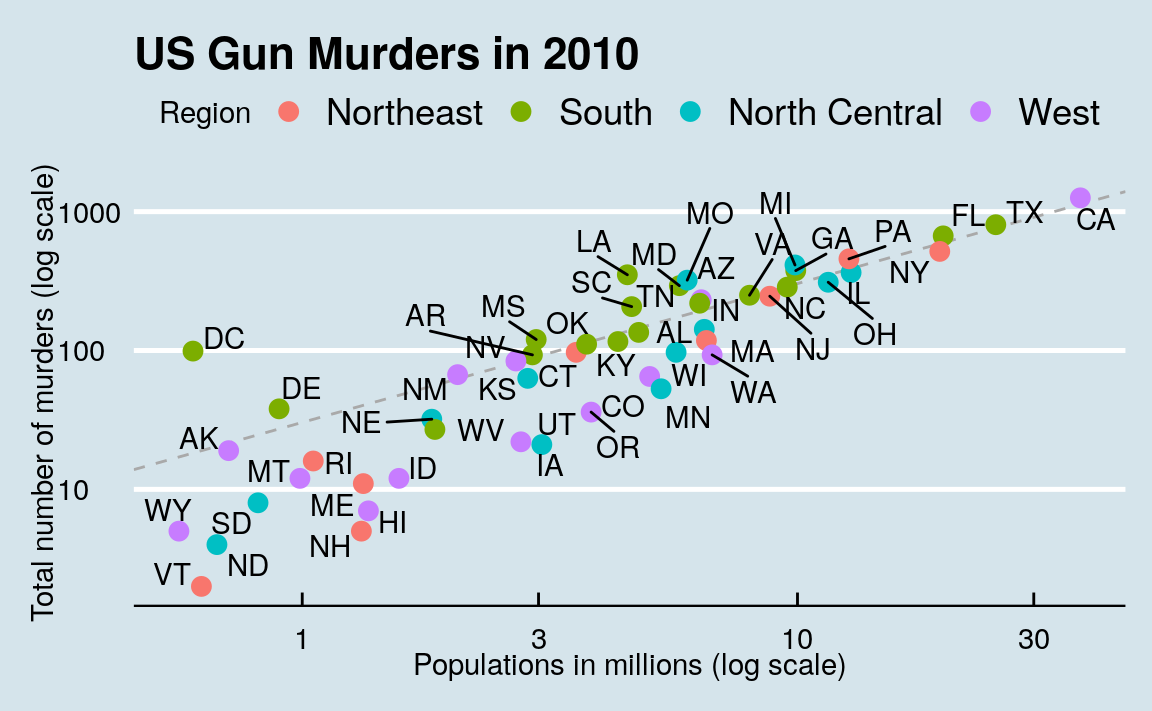 US Gun Murders in 2010
Region Northeast South North Central West
Total number of murders (log scale)
1000
100
10
MI
MO
FL TX
CA
LA
MD
VA GA PA
SC
TN AZ
NY
MS
AR
OK
AL IN
NC IL
OH
DC
NV
KY
MA
NJ
DE
NM KS CT
WI
WA
NE
WV UT
CO
MN
AK
OR
MT RI ID
IA
WY
ME
SD
HI
NH
VT ND
1 3 10 30
Populations in millions (log scale)